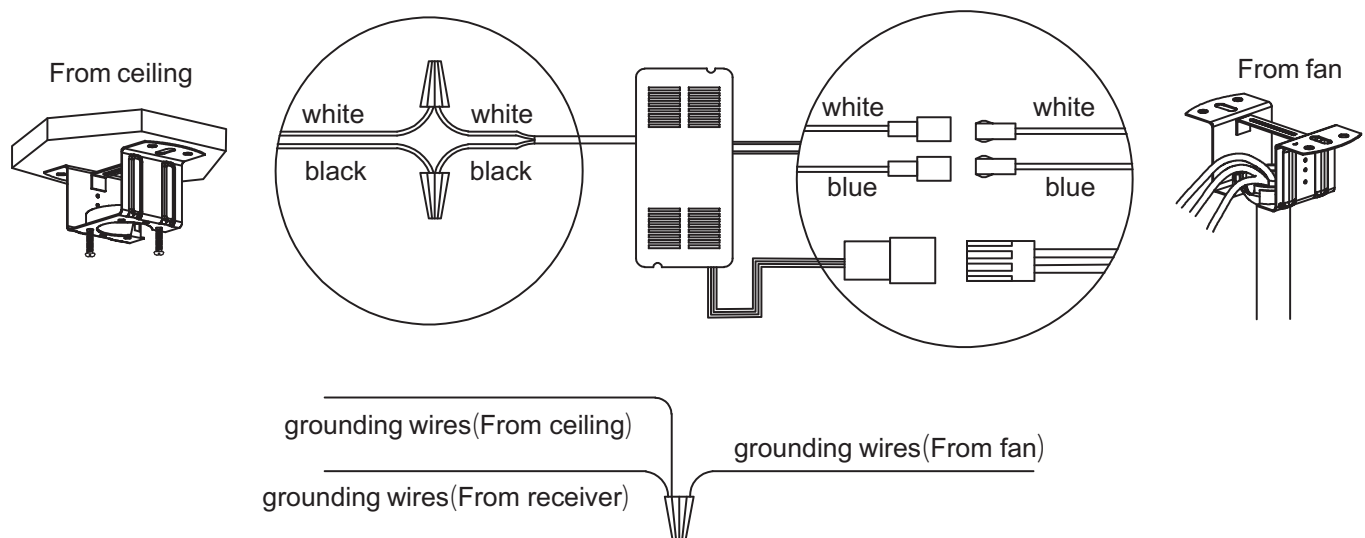 From ceiling
From fan
white
white
white
white
black
black
blue
blue
grounding wires(From ceiling)
grounding wires(From fan)
grounding wires(From receiver)